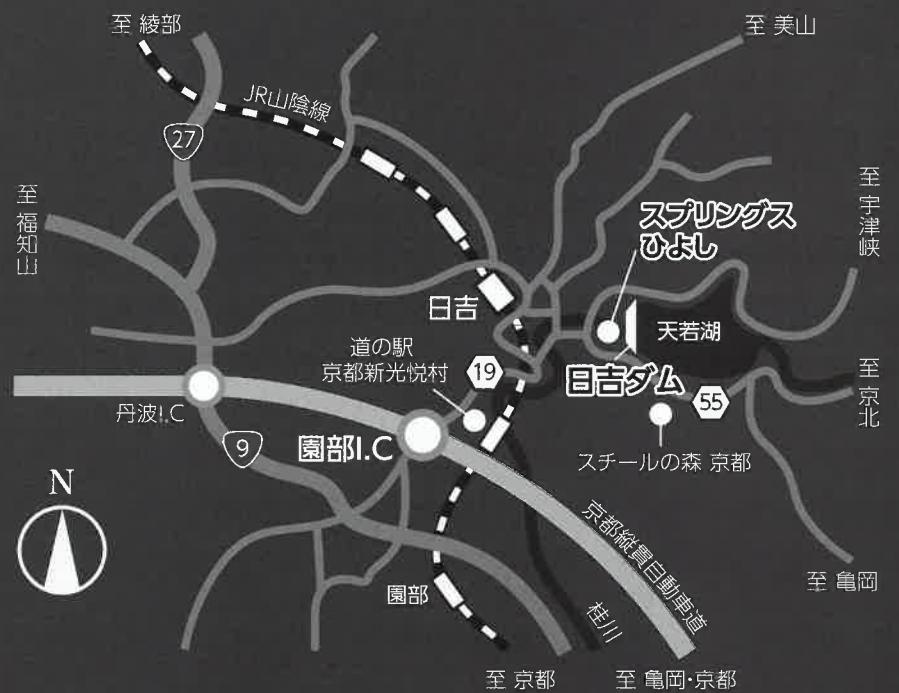 至 綾部
至 美山
JR山陰線
27
至 福知山
至 宇津峡
スプリングス
ひよし
日吉
天若湖
道の駅
京都新光悦村
19
日吉ダム
55
至 京北
丹波I.C
9
園部I.C
スチールの森 京都
N
京都縦貫自動車道
園部
桂川
至 亀岡
至 京都
至 亀岡・京都